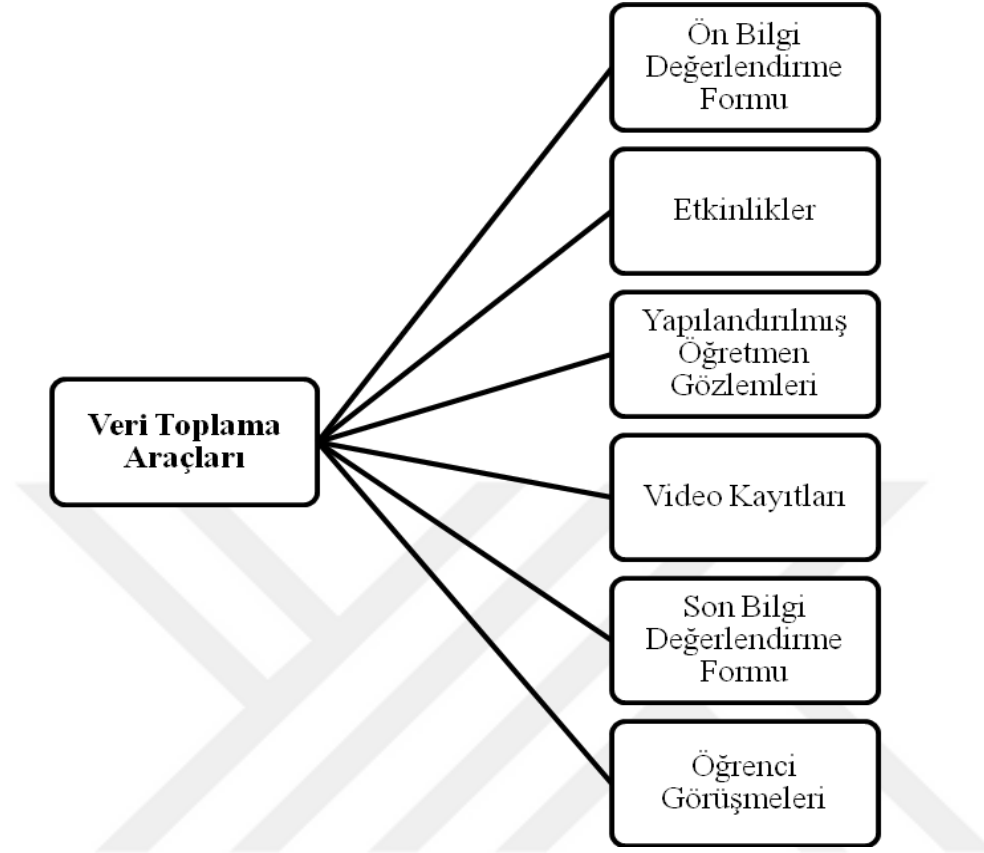 Ön Bilgi
Değerlendirme
Formu
Etkinlikler
Yapılandırılmış
Öğretmen
Gözlemleri
Veri Toplama
Araçları
Video Kayıtları
Son Bilgi
Değerlendirme
Formu
Öğrenci
Görüşmeleri